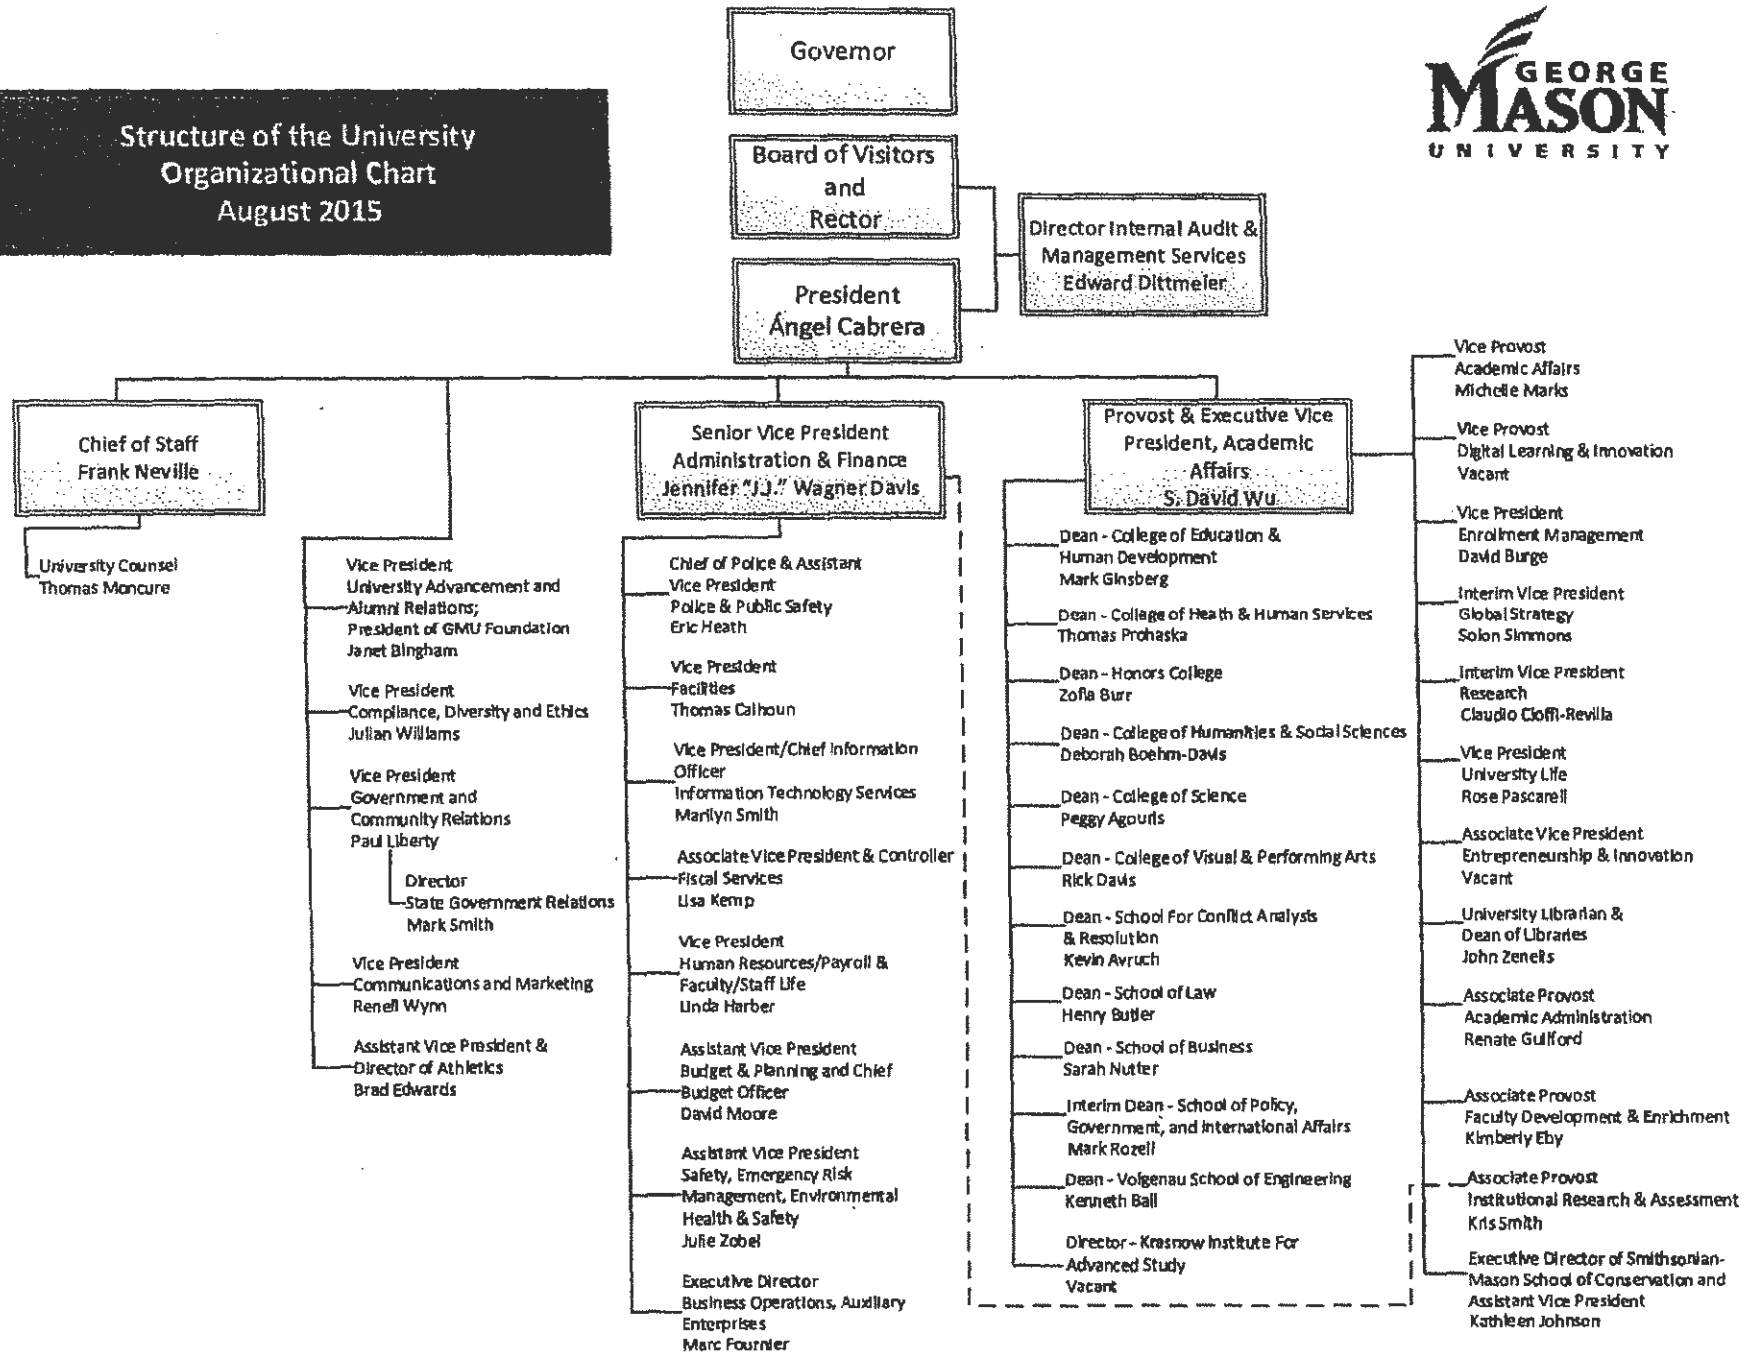 Structure of the University
Organizational Chart
August 2015
Governor
Board of Visitors
and
Rector
President
Ángel Cabrera
Director Internal Audit &
Management Services
Edward Dittmeier
GEORGE
MASON
UNIVERSITY
Chief of Staff
Frank Neville
University Counsel
Thomas Moncure
Vice President
University Advancement and
Alumni Relations;
President of GMU Foundation
Janet Bingham
Vice President
Compliance, Diversity and Ethics
Julian Williams
Vice President
Government and
Community Relations
Paul Liberty
Director
State Government Relations
Mark Smith
Vice President
Communications and Marketing
Renell Wynn
Assistant Vice President &
Director of Athletics
Brad Edwards
Senior Vice President
Administration & Finance
Jennifer "J.J." Wagner Davis
Chief of Police & Assistant
Vice President
Police & Public Safety
Eric Heath
Vice President
Facilities
Thomas Calhoun
Vice President/Chief Information
Officer
Information Technology Services
Marilyn Smith
Associate Vice President & Controller
Fiscal Services
Lisa Kemp
Vice President
Human Resources/Payroll &
Faculty/Staff Life
Linda Harber
Assistant Vice President
Budget & Planning and Chief
Budget Officer
David Moore
Assistant Vice President
Safety, Emergency Risk
Management, Environmental
Health & Safety
Julie Zobel
Executive Director
Business Operations, Auxiliary
Enterprises
Marc Fournier
Provost & Executive Vice
President, Academic
Affairs
S. David Wu
Dean - College of Education &
Human Development
Mark Ginsberg
Dean - College of Heath & Human Services
Thomas Prohaska
Dean - Honors College
Zofia Burr
Dean - College of Humanities & Social Sciences
Deborah Boehm-Davis
Dean - College of Science
Peggy Agouris
Dean - College of Visual & Performing Arts
Rick Davis
Dean - School For Conflict Analysis
& Resolution
Kevin Avruch
Dean - School of Law
Henry Butler
Dean - School of Business
Sarah Nutter
Interim Dean - School of Policy,
Government, and International Affairs
Mark Rozell
Dean - Volgenau School of Engineering
Kenneth Ball
Director - Krasnow Institute For
Advanced Study
Vacant
Vice Provost
Academic Affairs
Michelle Marks
Vice Provost
Digital Learning & Innovation
Vacant
Vice President
Enrollment Management
David Burge
Interim Vice President
Global Strategy
Solon Simmons
Interim Vice President
Research
Claudio Cioffi-Revilla
Vice President
University Life
Rose Pascarell
Associate Vice President
Entrepreneurship & Innovation
Vacant
University Librarian &
Dean of Libraries
John Zenelis
Associate Provost
Academic Administration
Renate Guilford
Associate Provost
Faculty Development & Enrichment
Kimberly Eby
Associate Provost
Institutional Research & Assessment
Kris Smith
Executive Director of Smithsonian-
Mason School of Conservation and
Assistant Vice President
Kathleen Johnson